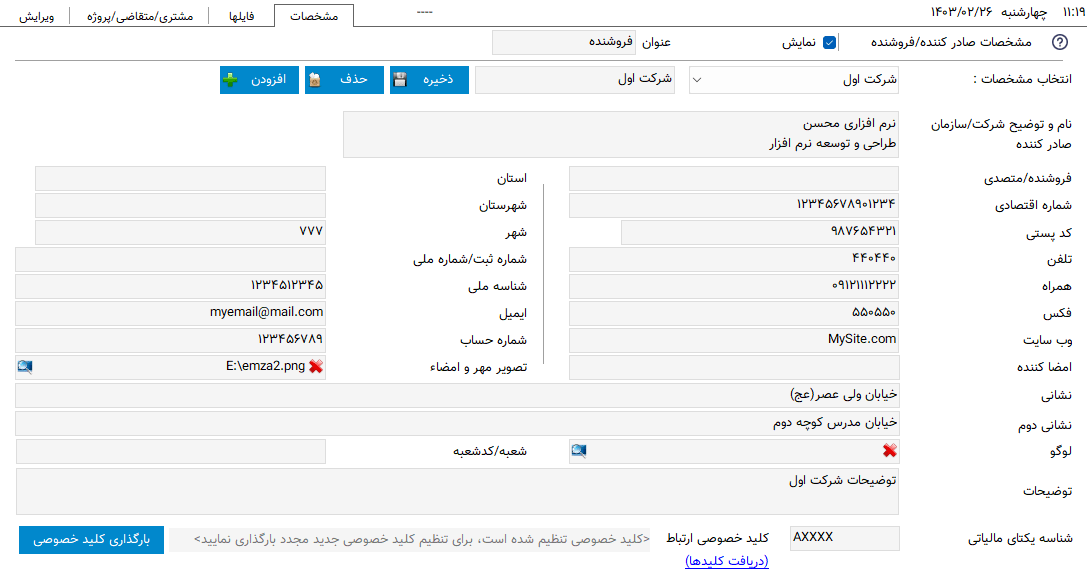 ۱۱:۱۹ چهارشنبه ۱۴۰۳/۰۲/۲۶
----
مشخصات فایلها مشتری/متقاضی/پروژه ویرایش
مشخصات صادر کننده/فروشنده نمایش عنوان فروشنده
انتخاب مشخصات : شرکت اول شرکت اول ذخیره حذف افزودن
نام و توضیح شرکت/سازمان
صادر کننده
نرم افزاری محسن
طراحی و توسعه نرم افزار
فروشنده/متصدی استان
شماره اقتصادی ۱۲۳۴۵۶۷۸۹۰۱۲۳۴ شهرستان
کد پستی ۹۸۷۶۵۴۳۲۱ شهر ۷۷۷
تلفن ۴۴۰۴۴۰ شماره ثبت/شماره ملی
همراه ۰۹۱۲۱۱۱۲۲۲۲ شناسه ملی ۱۲۳۴۵۱۲۳۴۵
فکس ۵۵۰۵۵۰ ایمیل myemail@mail.com
وب سایت MySite.com شماره حساب ۱۲۳۴۵۶۷۸۹
امضا کننده تصویر مهر و امضاء E:\emza2.png
نشانی خیابان ولی عصر(عج)
نشانی دوم خیابان مدرس کوچه دوم
لوگو شعبه/کدشعبه
توضیحات توضیحات شرکت اول
شناسه یکتای مالیاتی AXXXX کلید خصوصی ارتباط <کلید خصوصی تنظیم شده است، برای تنظیم کلید خصوصی جدید مجدد بارگذاری نمایید> بارگذاری کلید خصوصی
(دریافت کلیدها)